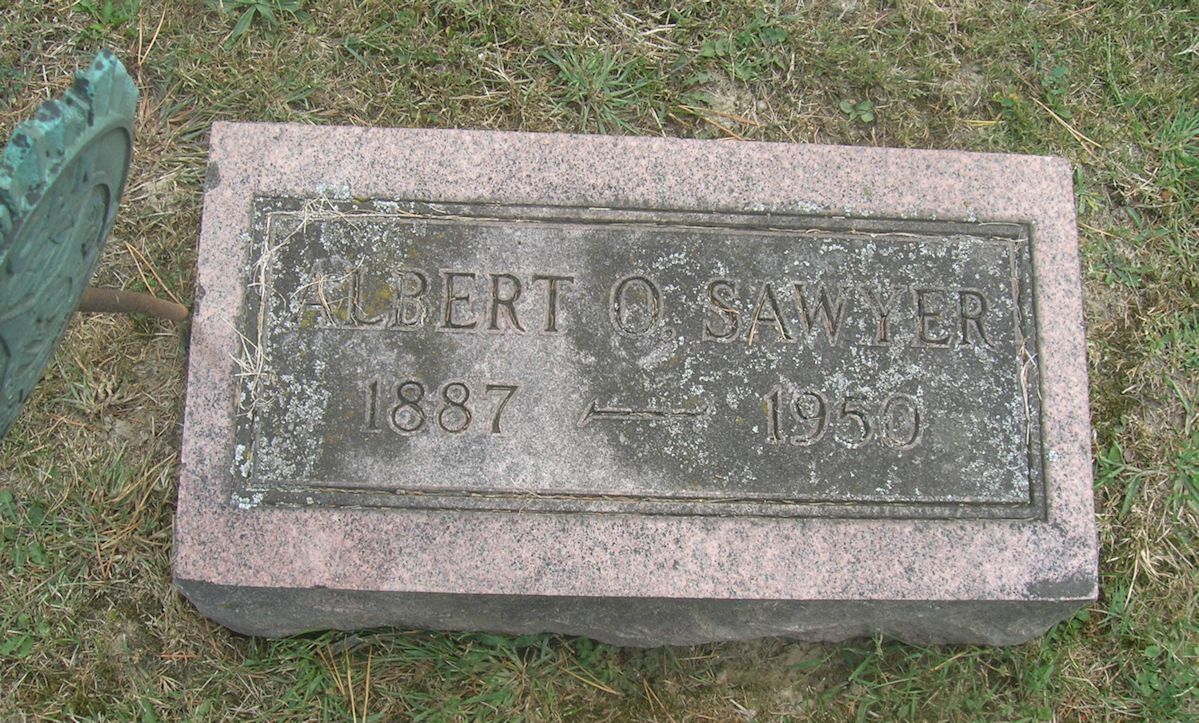 ALBERT O. SAWYER
1887 — 1950